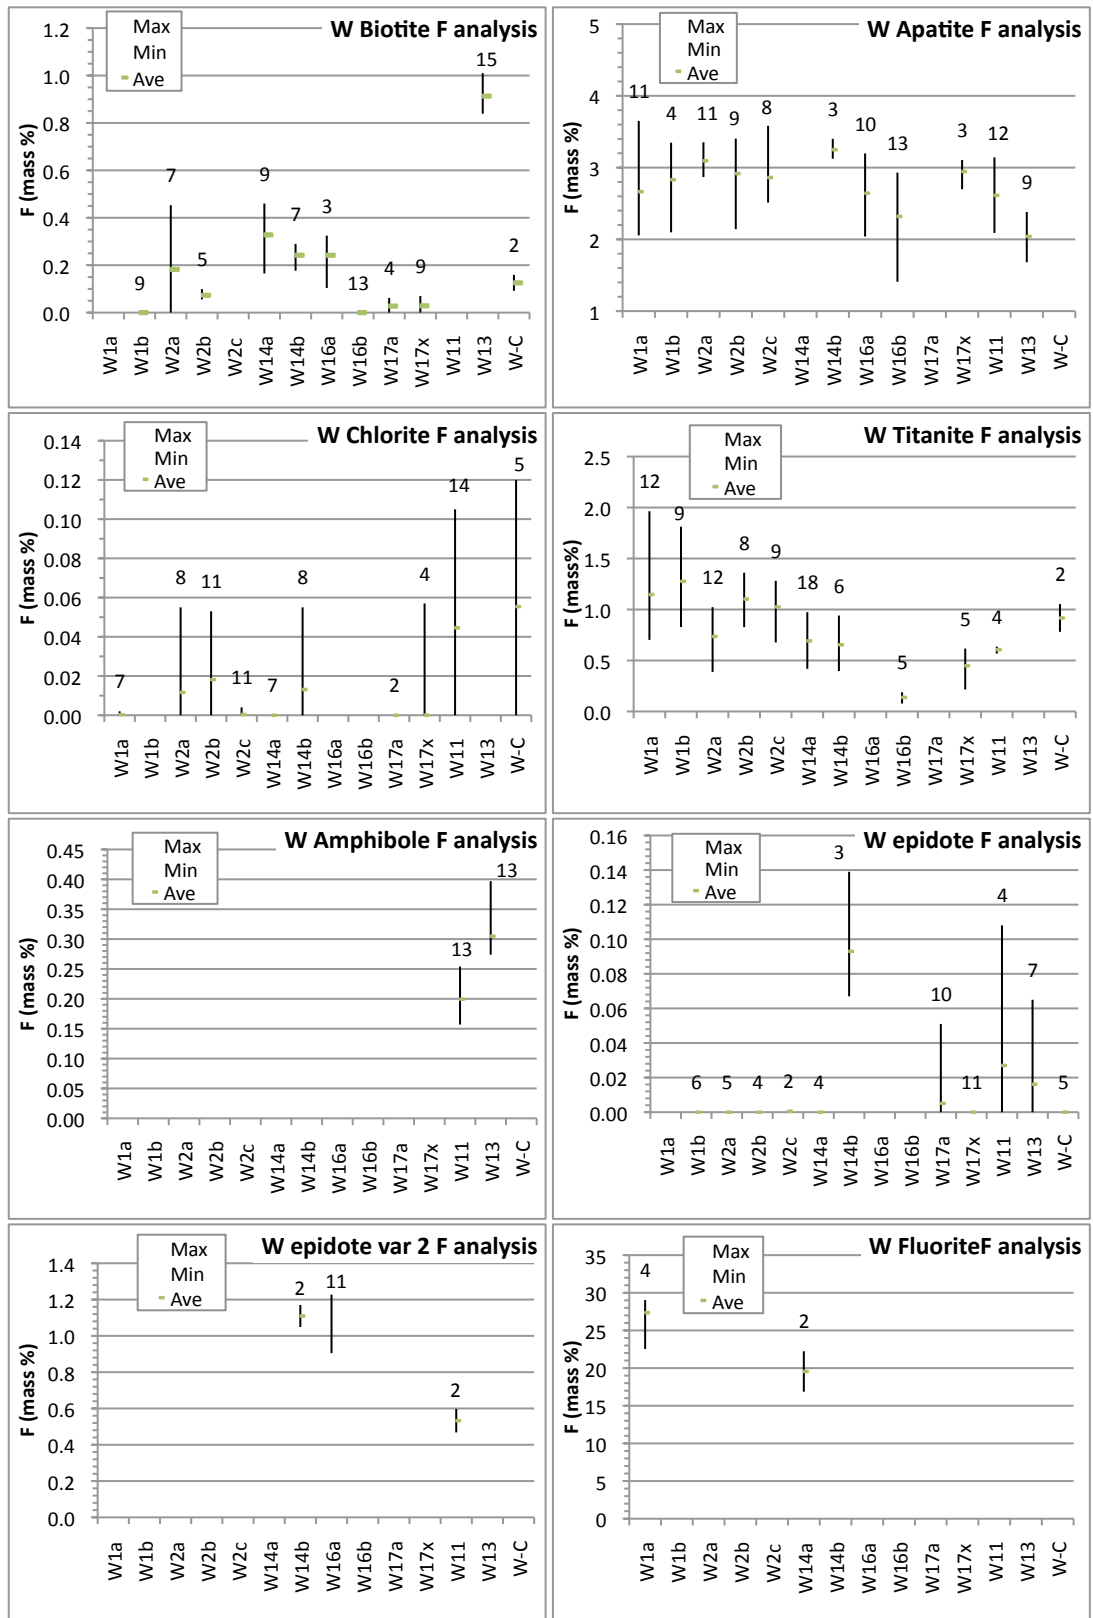 W Biotite F analysis
Max
Min
Ave
F (mass %)
1.2
1.0
0.8
0.6
0.4
0.2
0.0
9
7
5
9
7
3
13
4
9
15
2
W1a
W1b
W2a
W2b
W2c
W14a
W14b
W16a
W16b
W17a
W17x
W11
W13
W-C
W Apatite F analysis
Max
Min
Ave
F (mass %)
5
4
3
2
1
11
4
11
9
8
3
10
13
3
12
9
W1a
W1b
W2a
W2b
W2c
W14a
W14b
W16a
W16b
W17a
W17x
W11
W13
W-C
W Chlorite F analysis
Max
Min
Ave
F (mass %)
0.14
0.12
0.10
0.08
0.06
0.04
0.02
0.00
7
8
11
11
7
8
2
4
14
5
W1a
W1b
W2a
W2b
W2c
W14a
W14b
W16a
W16b
W17a
W17x
W11
W13
W-C
W Titanite F analysis
Max
Min
Ave
F (mass%)
2.5
2.0
1.5
1.0
0.5
0.0
12
9
12
8
9
18
6
5
5
4
2
W1a
W1b
W2a
W2b
W2c
W14a
W14b
W16a
W16b
W17a
W17x
W11
W13
W-C
W Amphibole F analysis
Max
Min
Ave
F (mass %)
0.45
0.40
0.35
0.30
0.25
0.20
0.15
0.10
0.05
0.00
13
13
W1a
W1b
W2a
W2b
W2c
W14a
W14b
W16a
W16b
W17a
W17x
W11
W13
W-C
W epidote F analysis
Max
Min
Ave
F (mass %)
0.16
0.14
0.12
0.10
0.08
0.06
0.04
0.02
0.00
6
5
4
2
4
3
10
11
4
7
5
W1a
W1b
W2a
W2b
W2c
W14a
W14b
W16a
W16b
W17a
W17x
W11
W13
W-C
W epidote var 2 F analysis
Max
Min
Ave
F (mass %)
1.4
1.2
1.0
0.8
0.6
0.4
0.2
0.0
2
11
2
W1a
W1b
W2a
W2b
W2c
W14a
W14b
W16a
W16b
W17a
W17x
W11
W13
W-C
W FluoriteF analysis
Max
Min
Ave
F (mass %)
35
30
25
20
15
10
5
0
4
2
W1a
W1b
W2a
W2b
W2c
W14a
W14b
W16a
W16b
W17a
W17x
W11
W13
W-C